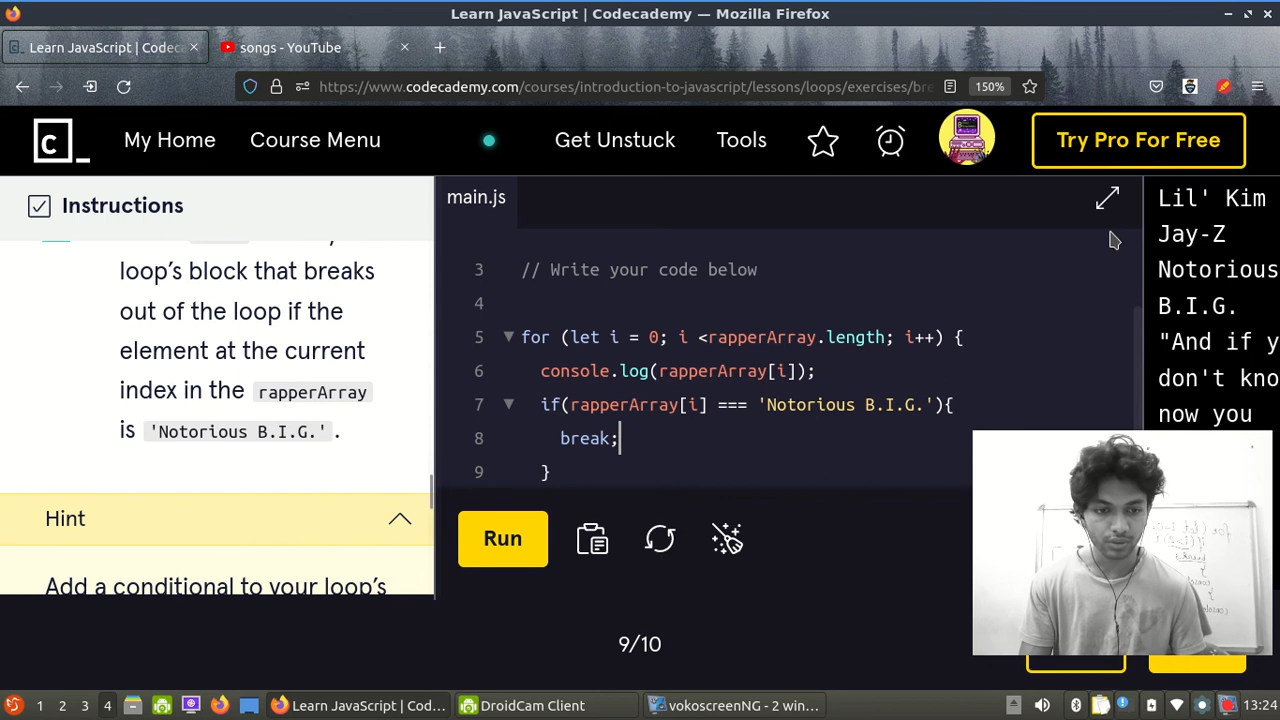 Learn JavaScript | Codecademy — Mozilla Firefox
Learn JavaScript | Codec
songs - YouTube
https://www.codecademy.com/courses/introduction-to-javascript/lessons/loops/exercises/bre
150%
C_
My Home
Course Menu
Get Unstuck
Tools
Try Pro For Free
Instructions
loop's block that breaks
out of the loop if the
element at the current
index in the rapperArray
is 'Notorious B.I.G.'.
Hint
Add a conditional to your loop's
main.js
3 // Write your code below
4
5 for (let i = 0; i <rapperArray.length; i++) {
6 console.log(rapperArray[i]);
7 if(rapperArray[i] === 'Notorious B.I.G.'){
8 break;
9 }
Run
Lil' Kim
Jay-Z
Notorious
B.I.G.
"And if y
don't kno
now you
9/10
1 2 3 4
Learn JavaScript | Cod...
DroidCam Client
vokoscreenNG - 2 win...
13:24